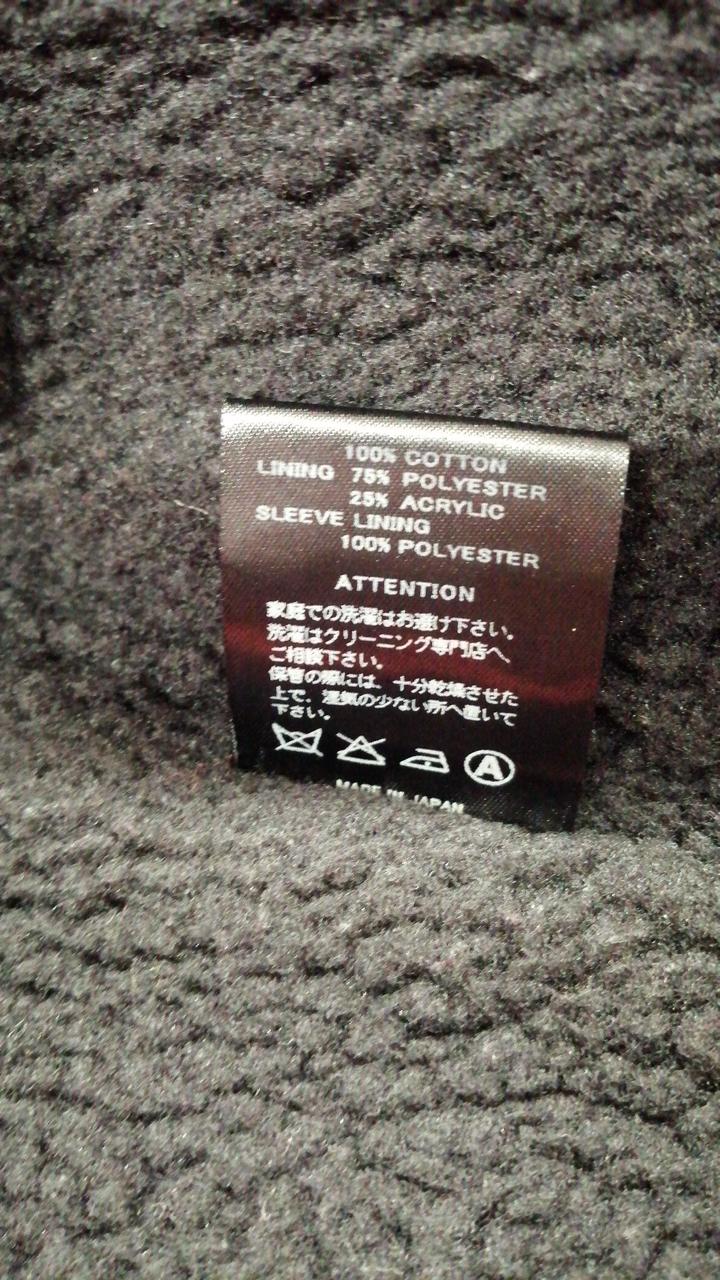 100% COTTON
LINING 75% POLYESTER
25% ACRYLIC
SLEEVE LINING
100% POLYESTER
ATTENTION
家庭での洗濯はお避け下さい。
洗濯はクリーニング専門店へ、
ご相談下さい。
保管の際には、十分乾燥させた
上で、湿気の少ない所へ置いて
下さい。
A
MADE IN JAPAN